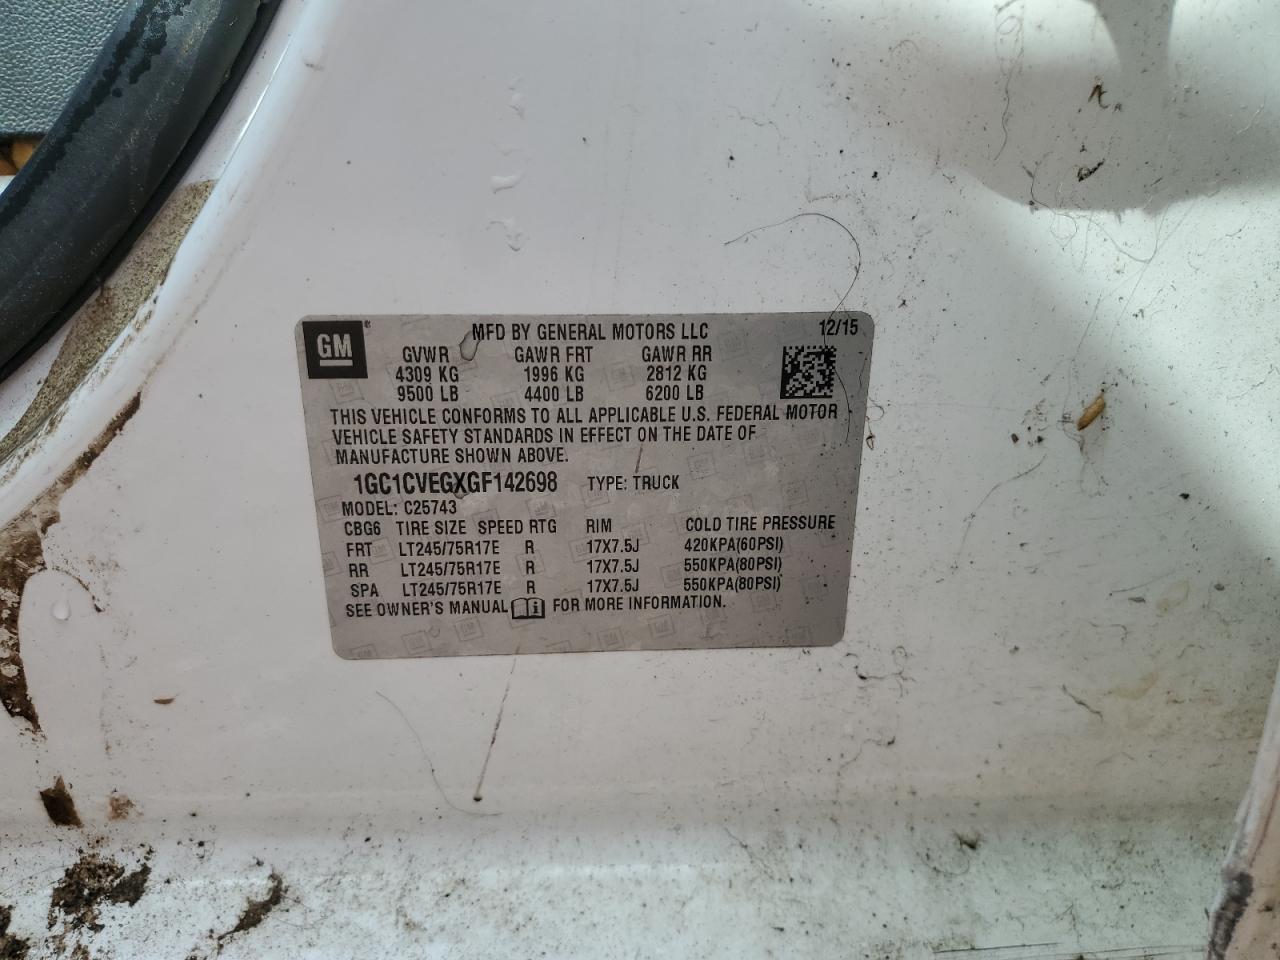 GM
MFD BY GENERAL MOTORS LLC 12/15
GVWR GAWR FRT GAWR RR
4309 KG 1996 KG 2812 KG
9500 LB 4400 LB 6200 LB
THIS VEHICLE CONFORMS TO ALL APPLICABLE U.S. FEDERAL MOTOR
VEHICLE SAFETY STANDARDS IN EFFECT ON THE DATE OF
MANUFACTURE SHOWN ABOVE.
1GC1CVEGXGF142698 TYPE: TRUCK
MODEL: C25743
CBG6 TIRE SIZE SPEED RTG RIM COLD TIRE PRESSURE
FRT LT245/75R17E R 17X7.5J 420KPA(60PSI)
RR LT245/75R17E R 17X7.5J 550KPA(80PSI)
SPA LT245/75R17E R 17X7.5J 550KPA(80PSI)
SEE OWNER'S MANUAL FOR MORE INFORMATION.